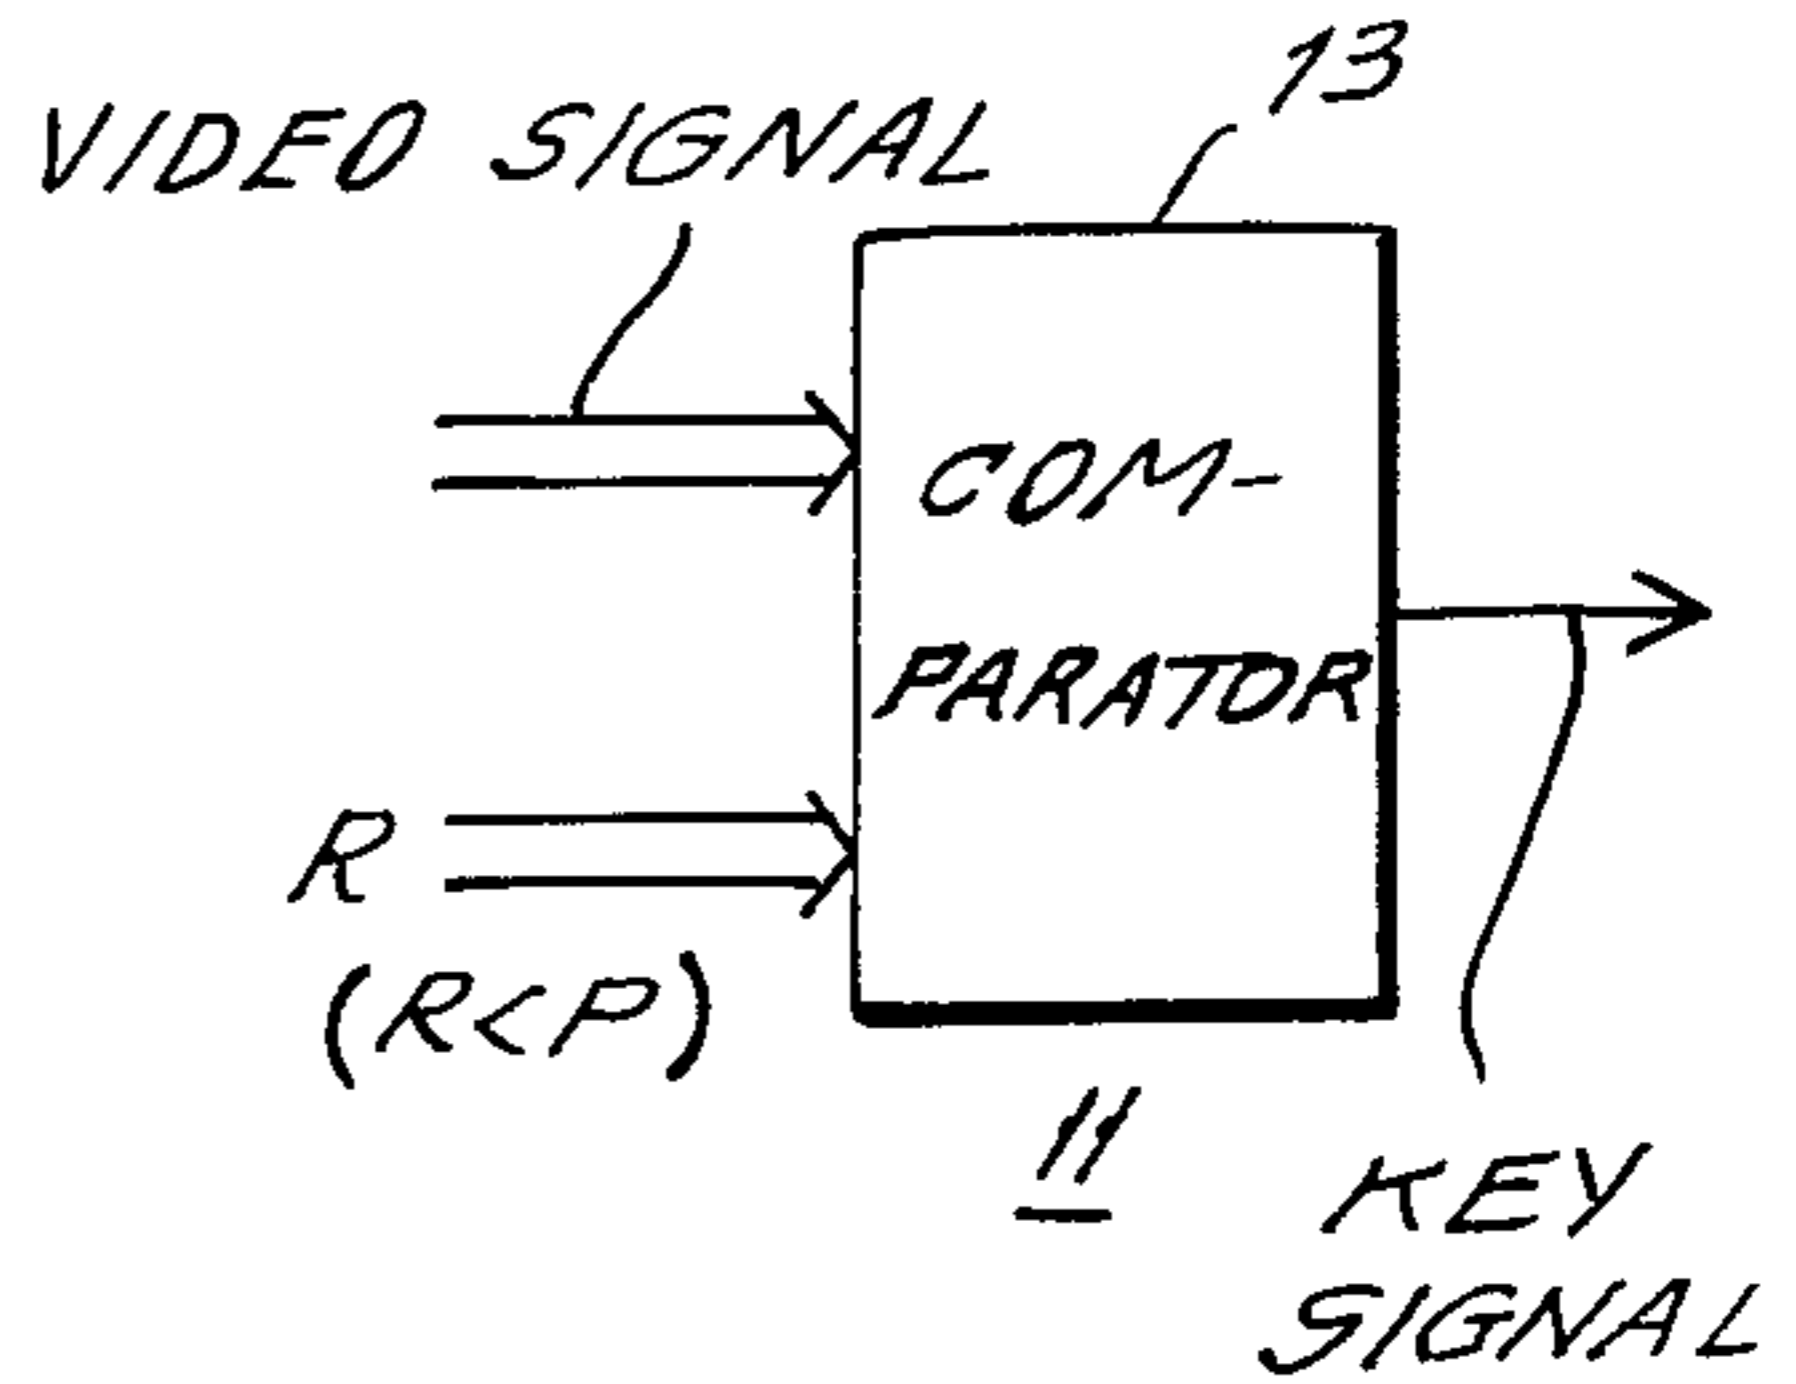 13
VIDEO SIGNAL
COM-
PARATOR
R
(R<P)
11
KEY
SIGNAL